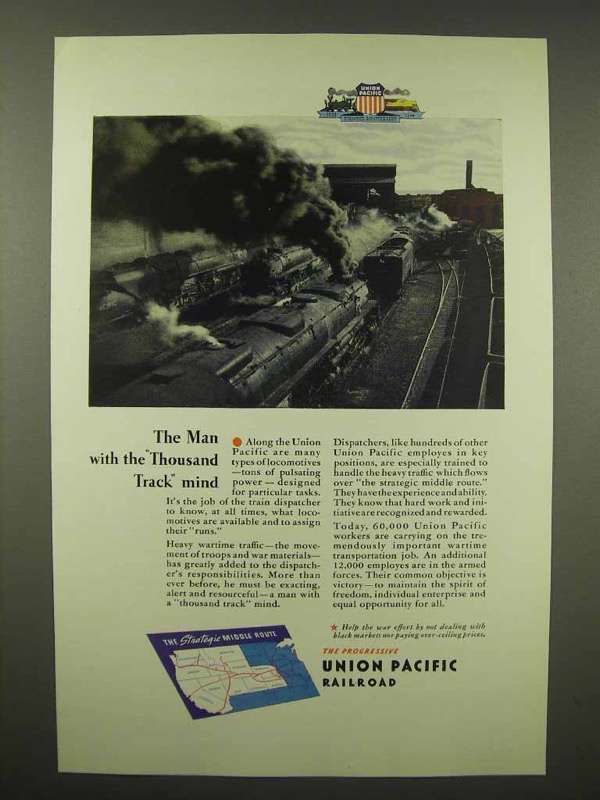 UNION
PACIFIC
The Man
with the "Thousand
Track" mind
Along the Union
Pacific are many
types of locomotives
—tons of pulsating
power — designed
for particular tasks.
It's the job of the train dispatcher
to know, at all times, what loco-
motives are available and to assign
their "runs."
Heavy wartime traffic—the move-
ment of troops and war materials—
has greatly added to the dispatch-
er's responsibilities. More than
ever before, he must be exacting,
alert and resourceful—a man with
a "thousand track" mind.
Dispatchers, like hundreds of other
Union Pacific employes in key
positions, are especially trained to
handle the heavy traffic which flows
over "the strategic middle route."
They have the experience and ability.
They know that hard work and ini-
tiative are recognized and rewarded.
Today, 60,000 Union Pacific
workers are carrying on the tre-
mendously important wartime
transportation job. An additional
12,000 employes are in the armed
forces. Their common objective is
victory—to maintain the spirit of
freedom, individual enterprise and
equal opportunity for all.
★ Help the war effort by not dealing with
black markets nor paying over-ceiling prices.
THE Strategic MIDDLE ROUTE
THE PROGRESSIVE
UNION PACIFIC
RAILROAD